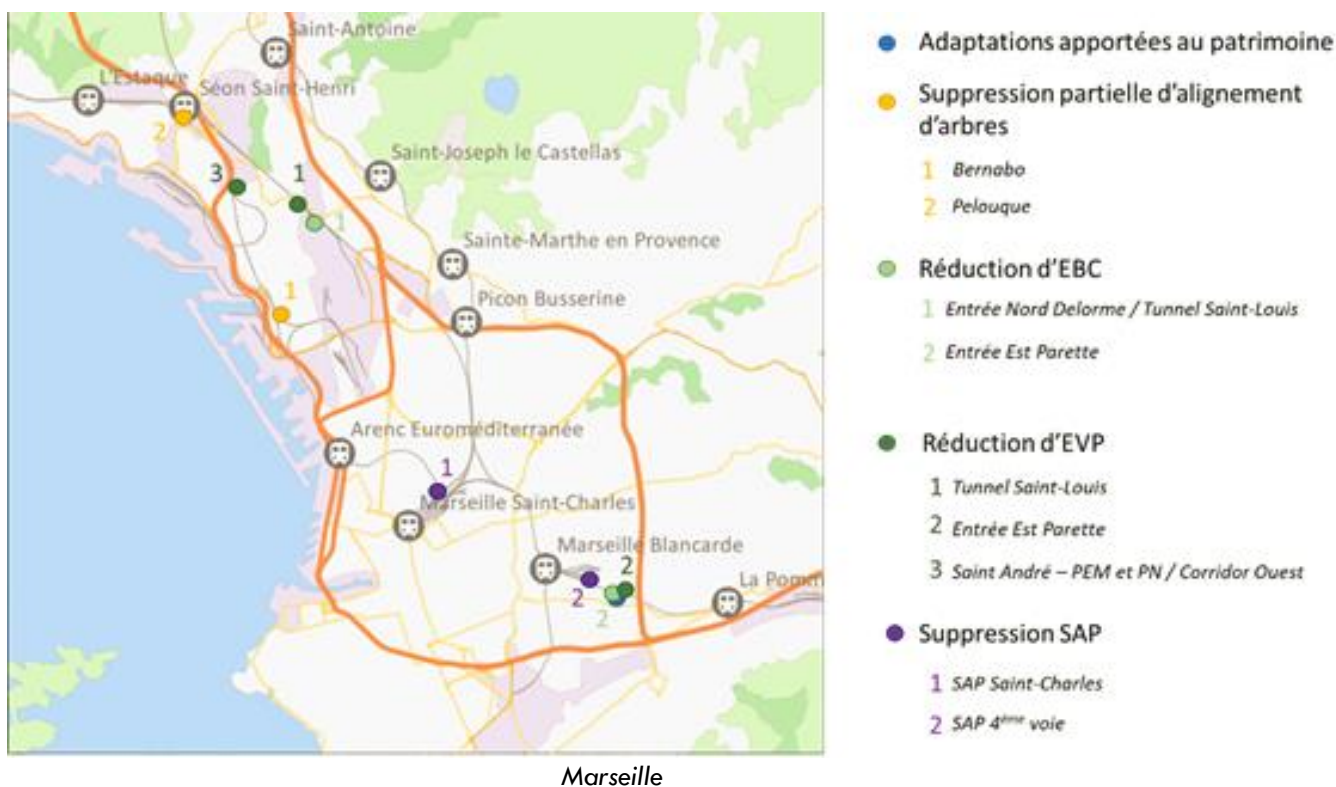 Saint-Antoine
L'Estaque
Séon Saint-Henri
2
3
1
Saint-Joseph le Castellas
1
Sainte-Marthe en Provence
1
Picon Busserine
Arenc Euroméditerranée
1
Marseille Saint-Charles
Marseille Blancarde
2
La Pomm
2
2
Adaptations apportées au patrimoine
Suppression partielle d'alignement
d'arbres
1 Bernabo
2 Pelouque
Réduction d'EBC
1 Entrée Nord Delorme / Tunnel Saint-Louis
2 Entrée Est Parette
Réduction d'EVP
1 Tunnel Saint-Louis
2 Entrée Est Parette
3 Saint André – PEM et PN / Corridor Ouest
Suppression SAP
1 SAP Saint-Charles
2 SAP 4ème voie
Marseille